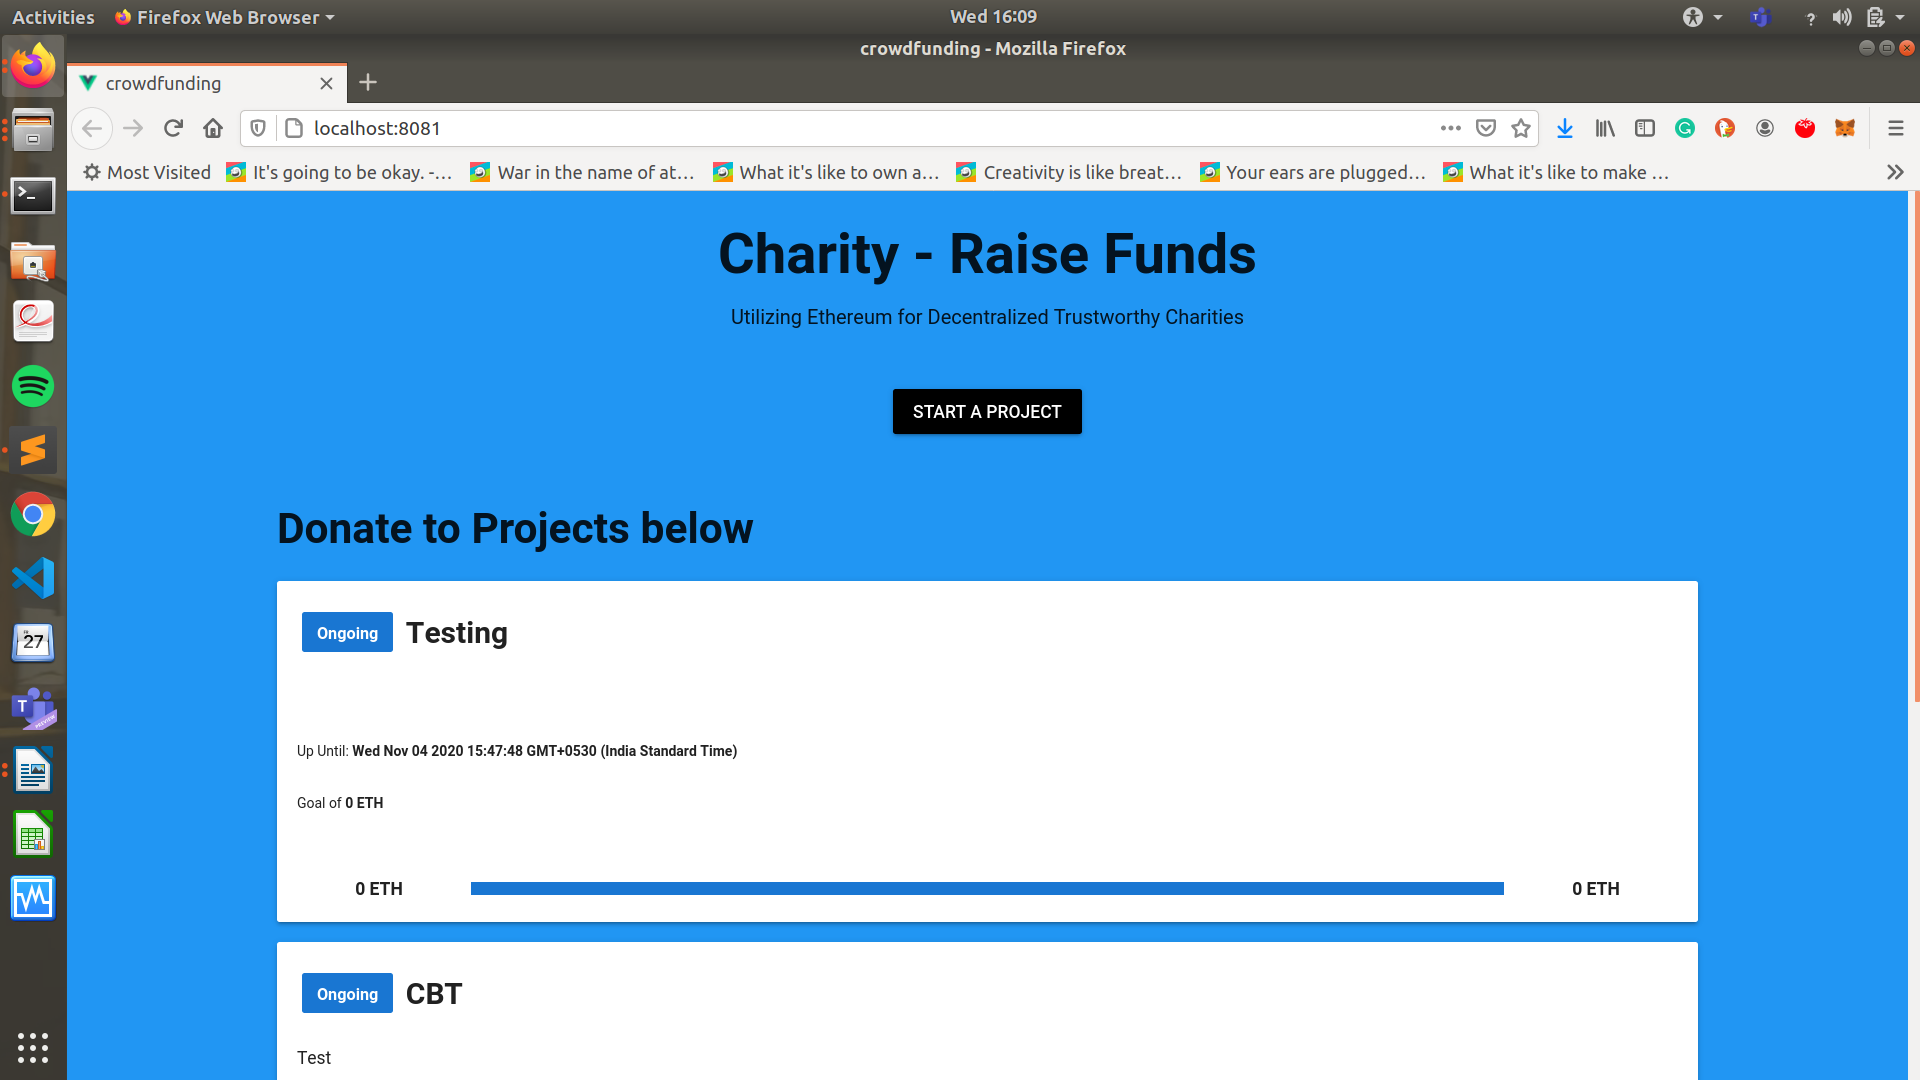 Activities
Firefox Web Browser
Wed 16:09
crowdfunding - Mozilla Firefox
crowdfunding
localhost:8081
Most Visited
It's going to be okay. -...
War in the name of at...
What it's like to own a...
Creativity is like breat...
Your ears are plugged...
What it's like to make ...
Charity - Raise Funds
Utilizing Ethereum for Decentralized Trustworthy Charities
START A PROJECT
Donate to Projects below
Ongoing Testing
Up Until: Wed Nov 04 2020 15:47:48 GMT+0530 (India Standard Time)
Goal of 0 ETH
0 ETH
0 ETH
Ongoing CBT
Test
27